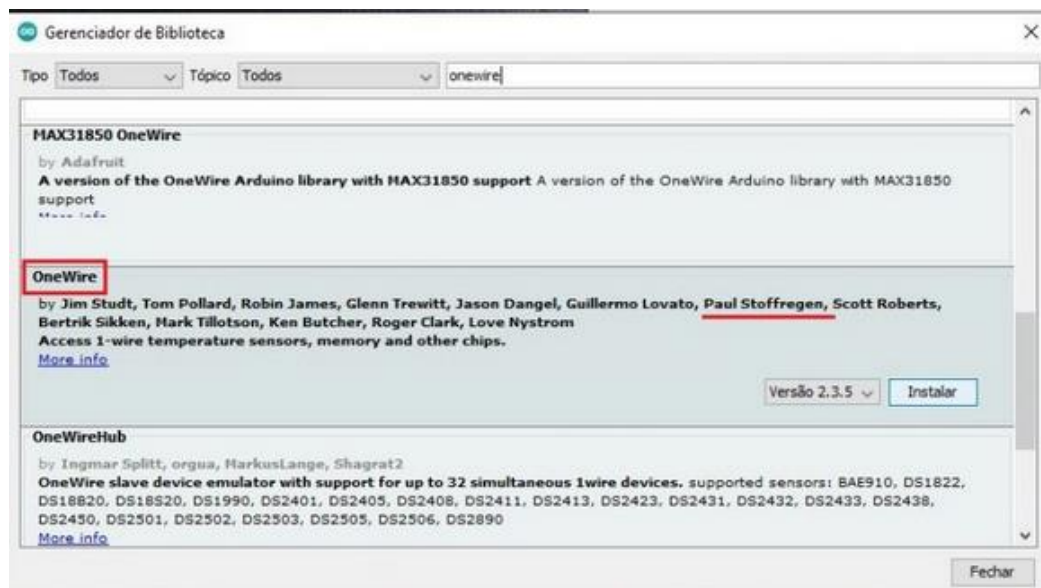 Gerenciador de Biblioteca
Tipo Todos Tópico Todos onewire
MAX31850 OneWire
by Adafruit
A version of the OneWire Arduino library with MAX31850 support A version of the OneWire Arduino library with MAX31850
support
More info
OneWire
by Jim Studt, Tom Pollard, Robin James, Glenn Trewitt, Jason Dangel, Guillermo Lovato, Paul Stoffregen, Scott Roberts,
Bertrik Sikken, Mark Tillotson, Ken Butcher, Roger Clark, Love Nystrom
Access 1-wire temperature sensors, memory and other chips.
More info
Versão 2.3.5 Instalar
OneWireHub
by Ingmar Splitt, orgua, MarkusLange, Shagrat2
OneWire slave device emulator with support for up to 32 simultaneous 1wire devices. supported sensors: BAE910, DS1822,
DS18B20, DS18S20, DS1990, DS2401, DS2405, DS2408, DS2411, DS2413, DS2423, DS2431, DS2432, DS2433, DS2438,
DS2450, DS2501, DS2502, DS2503, DS2505, DS2506, DS2890
More info
Fechar